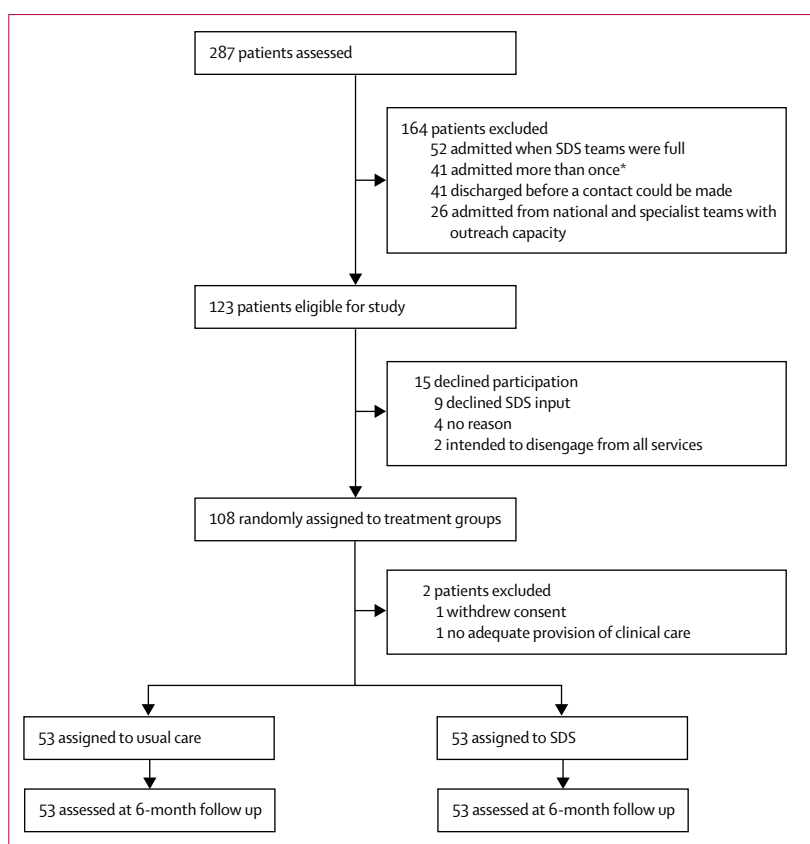 287 patients assessed
164 patients excluded
52 admitted when SDS teams were full
41 admitted more than once*
41 discharged before a contact could be made
26 admitted from national and specialist teams with
outreach capacity
123 patients eligible for study
15 declined participation
9 declined SDS input
4 no reason
2 intended to disengage from all services
108 randomly assigned to treatment groups
2 patients excluded
1 withdrew consent
1 no adequate provision of clinical care
53 assigned to usual care
53 assigned to SDS
53 assessed at 6-month follow up
53 assessed at 6-month follow up